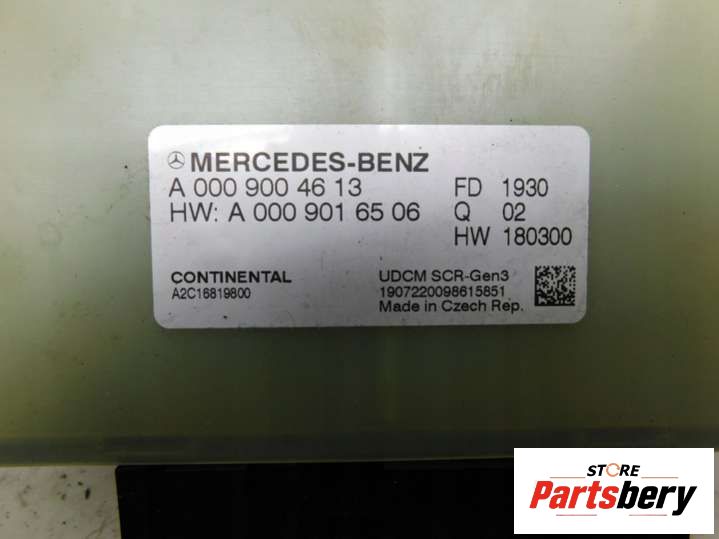 MERCEDES-BENZ
A 000 900 46 13 FD 1930
HW: A 000 901 65 06 Q 02
HW 180300
CONTINENTAL UDCM SCR-Gen3
A2C16819800 1907220098615851
Made in Czech Rep.
STORE
Partsbery